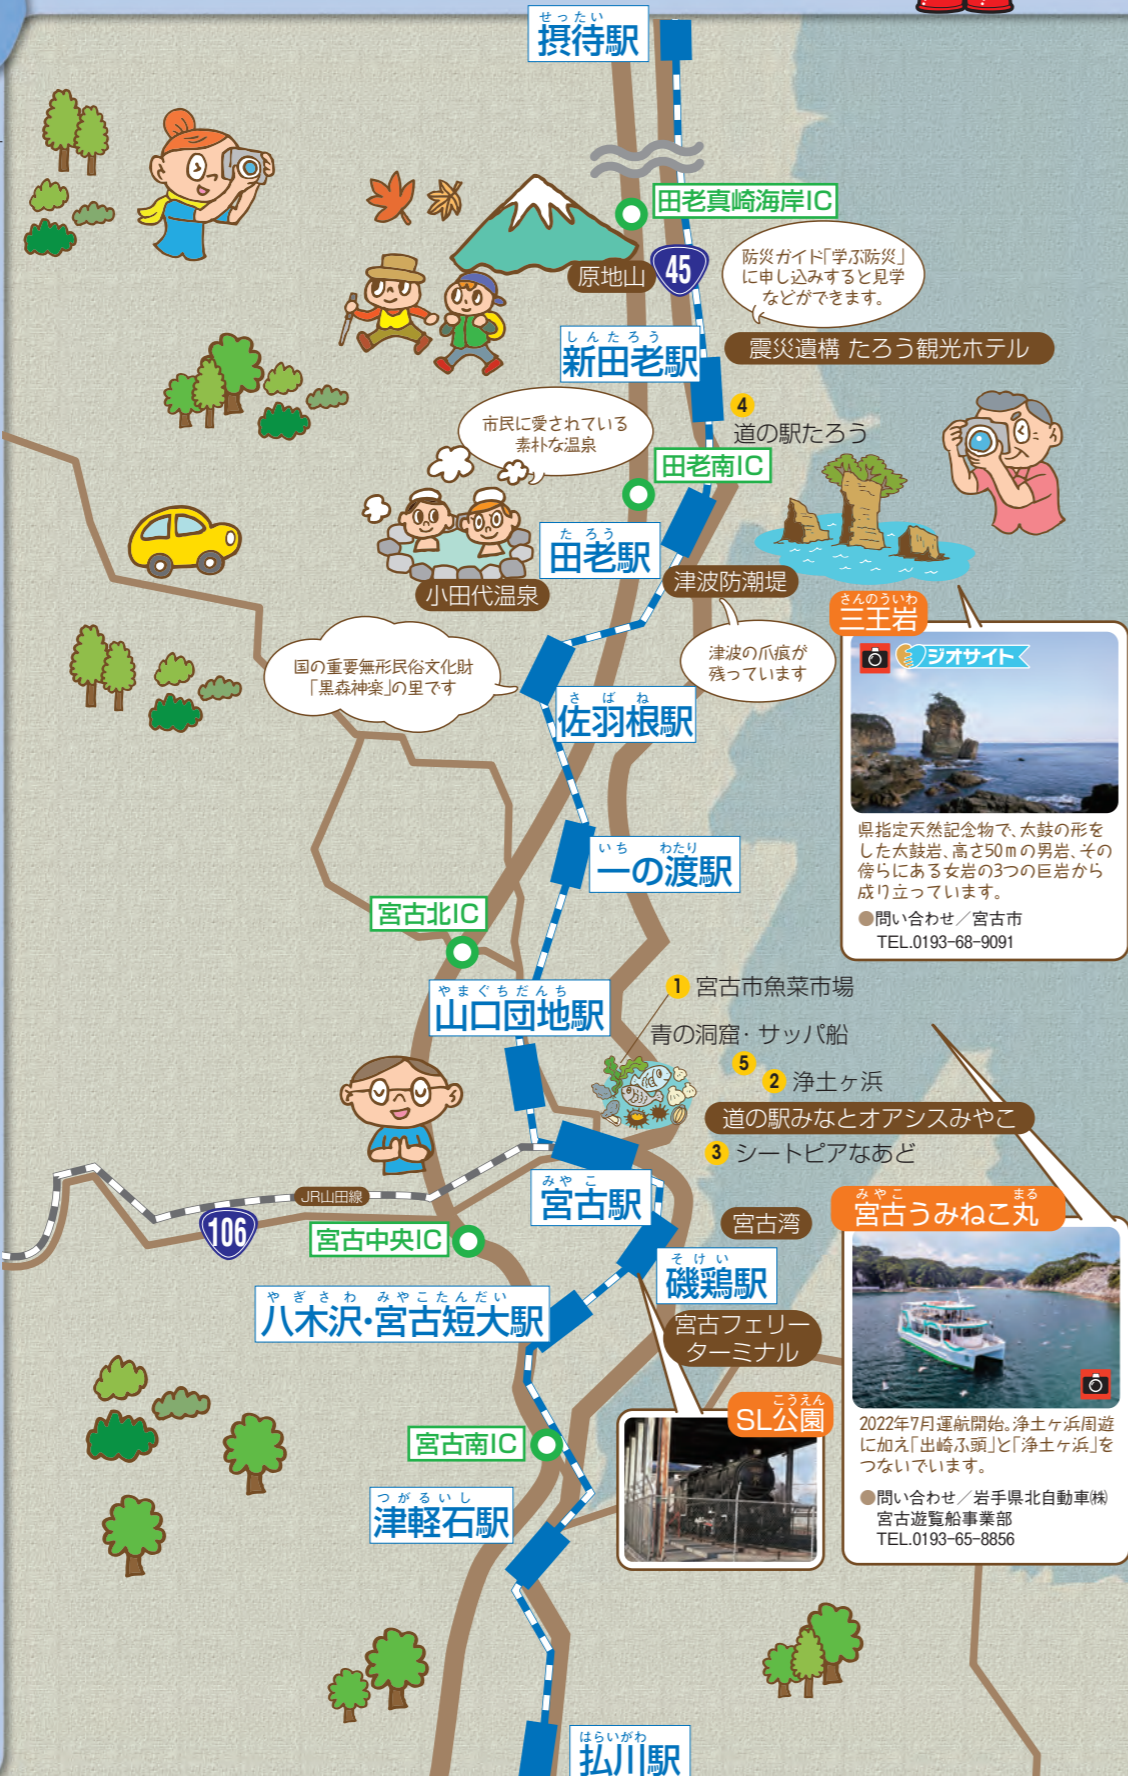 せったい
摂待駅
田老真崎海岸IC
原地山
45
防災ガイド「学ぶ防災」
に申し込みすると見学
などができます。
しんたろう
新田老駅
震災遺構 たろう観光ホテル
4
道の駅たろう
市民に愛されている
素朴な温泉
田老南IC
たろう
田老駅
小田代温泉
津波防潮堤
津波の爪痕が
残っています
国の重要無形民俗文化財
「黒森神楽」の里です
さばね
佐羽根駅
さんのういわ
三王岩
ジオサイト
県指定天然記念物で、太鼓の形を
した太鼓岩、高さ50mの男岩、その
傍らにある女岩の3つの巨岩から
成り立っています。
●問い合わせ/宮古市
TEL.0193-68-9091
いち わたり
一の渡駅
宮古北IC
やまぐちだんち
山口団地駅
1 宮古市魚菜市場
青の洞窟・サッパ船
5
2 浄土ヶ浜
道の駅みなとオアシスみやこ
3 シートピアなあど
JR山田線
106
みやこ
宮古駅
宮古中央IC
宮古湾
みやこ まる
宮古うみねこ丸
2022年7月運航開始。浄土ヶ浜周遊
に加え「出崎ふ頭」と「浄土ヶ浜」を
つないでいます。
●問い合わせ/岩手県北自動車㈱
宮古遊覧船事業部
TEL.0193-65-8856
そけい
磯鶏駅
やぎさわ みやこたんだい
八木沢・宮古短大駅
宮古フェリー
ターミナル
こうえん
SL公園
宮古南IC
つがるいし
津軽石駅
はらいがわ
払川駅